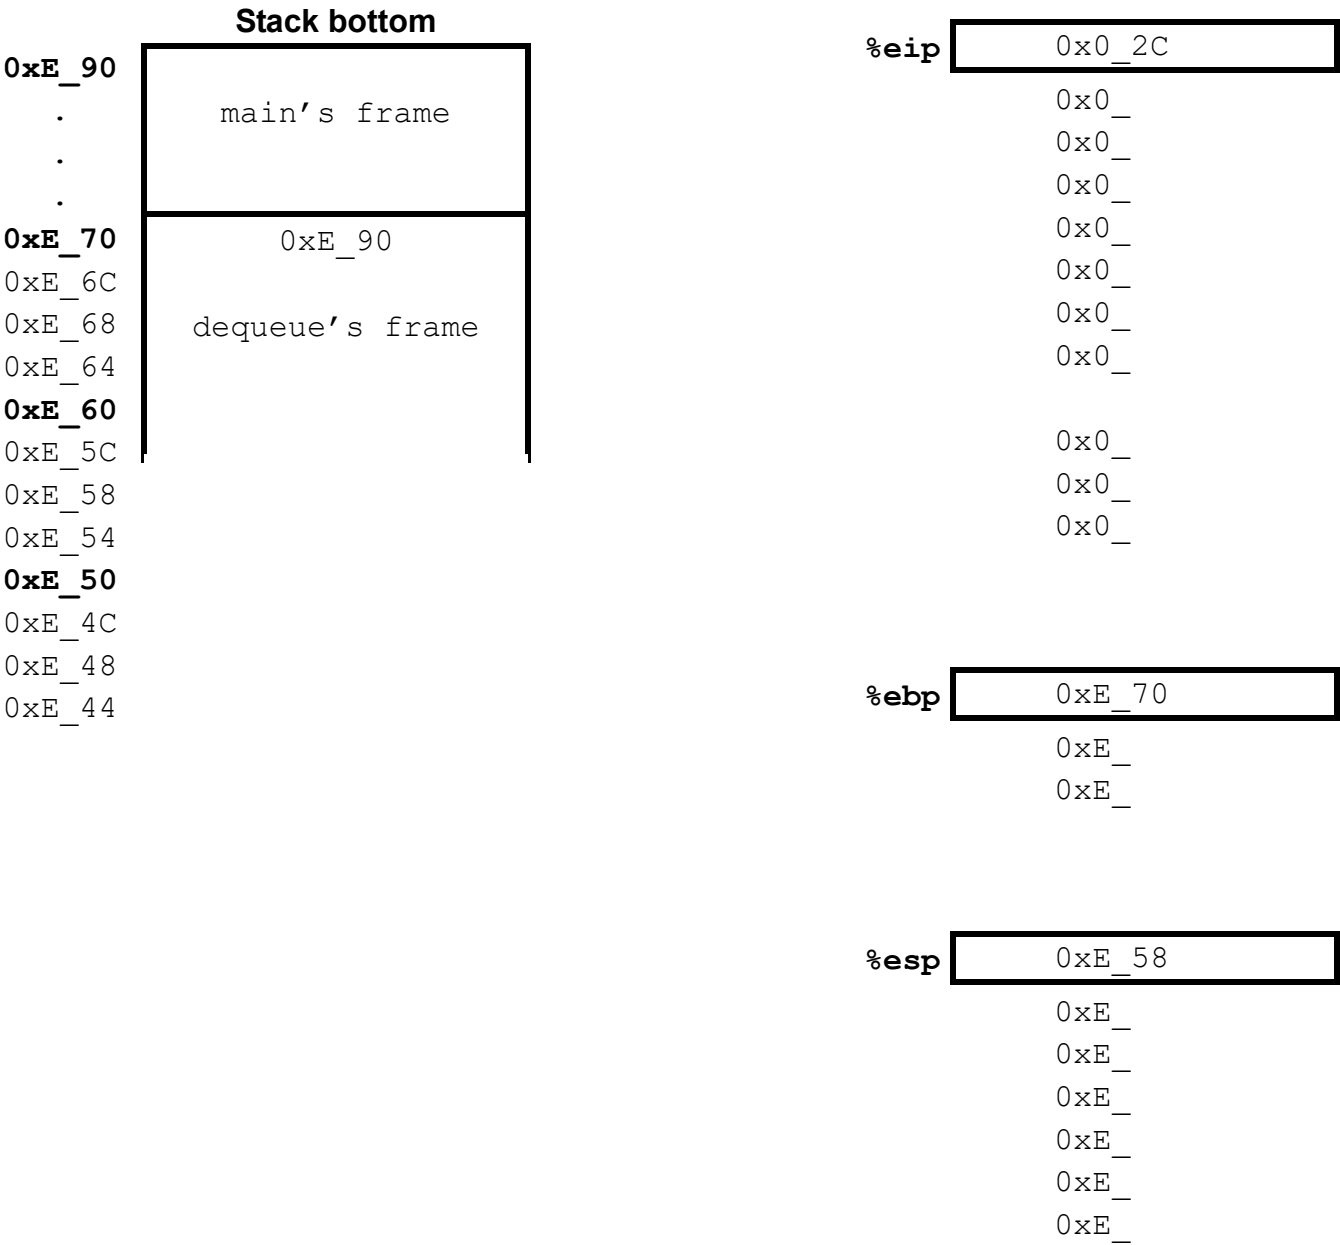 Stack bottom
0xE_90
.
main’s frame
.
.
0xE_70 0xE_90
0xE_6C
0xE_68 dequeue’s frame
0xE_64
0xE_60
0xE_5C
0xE_58
0xE_54
0xE_50
0xE_4C
0xE_48
0xE_44
%eip 0x0_2C
0x0_
0x0_
0x0_
0x0_
0x0_
0x0_
0x0_
0x0_
0x0_
0x0_
%ebp 0xE_70
0xE_
0xE_
%esp 0xE_58
0xE_
0xE_
0xE_
0xE_
0xE_
0xE_